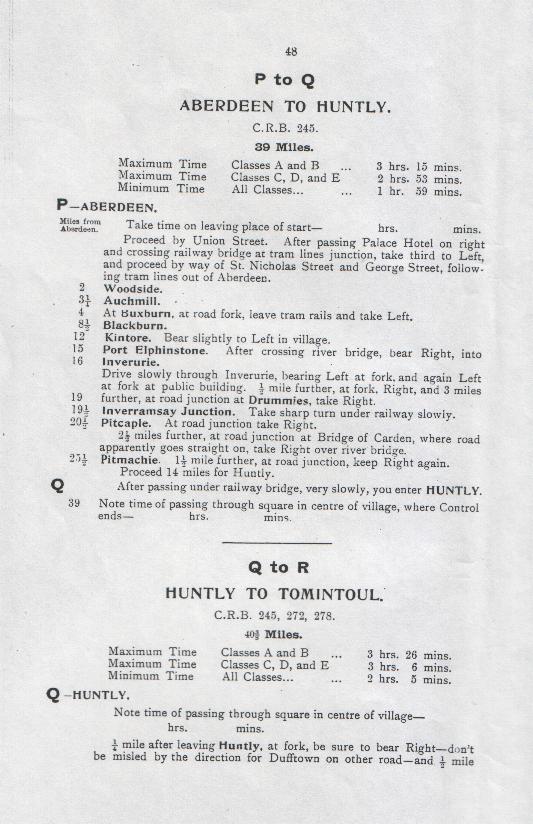 48
P to Q
ABERDEEN TO HUNTLY.
C.R.B. 245.
39 Miles.
Maximum Time Classes A and B ... 3 hrs. 15 mins.
Maximum Time Classes C, D, and E 2 hrs. 53 mins.
Minimum Time All Classes... ... 1 hr. 59 mins.
P—ABERDEEN.
Miles from
Aberdeen.
Take time on leaving place of start— hrs. mins.
Proceed by Union Street. After passing Palace Hotel on right
and crossing railway bridge at tram lines junction, take third to Left,
and proceed by way of St. Nicholas Street and George Street, follow-
ing tram lines out of Aberdeen.
2 Woodside.
3¼ Auchmill.
4 At Buxburn, at road fork, leave tram rails and take Left.
8½ Blackburn.
12 Kintore. Bear slightly to Left in village.
15 Port Elphinstone. After crossing river bridge, bear Right, into
16 Inverurie.
Drive slowly through Inverurie, bearing Left at fork, and again Left
at fork at public building. ½ mile further, at fork, Right, and 3 miles
19 further, at road junction at Drummies, take Right.
19½ Inverramsay Junction. Take sharp turn under railway slowly.
20½ Pitcaple. At road junction take Right.
2½ miles further, at road junction at Bridge of Carden, where road
apparently goes straight on, take Right over river bridge.
25½ Pitmachie. 1½ mile further, at road junction, keep Right again.
Proceed 14 miles for Huntly.
Q After passing under railway bridge, very slowly, you enter HUNTLY.
39 Note time of passing through square in centre of village, where Control
ends— hrs. mins.
Q to R
HUNTLY TO TOMINTOUL.
C.R.B. 245, 272, 278.
40¾ Miles.
Maximum Time Classes A and B ... 3 hrs. 26 mins.
Maximum Time Classes C, D, and E 3 hrs. 6 mins.
Minimum Time All Classes... ... 2 hrs. 5 mins.
Q—HUNTLY.
Note time of passing through square in centre of village—
hrs. mins.
¼ mile after leaving Huntly, at fork, be sure to bear Right—don't
be misled by the direction for Dufftown on other road—and ½ mile